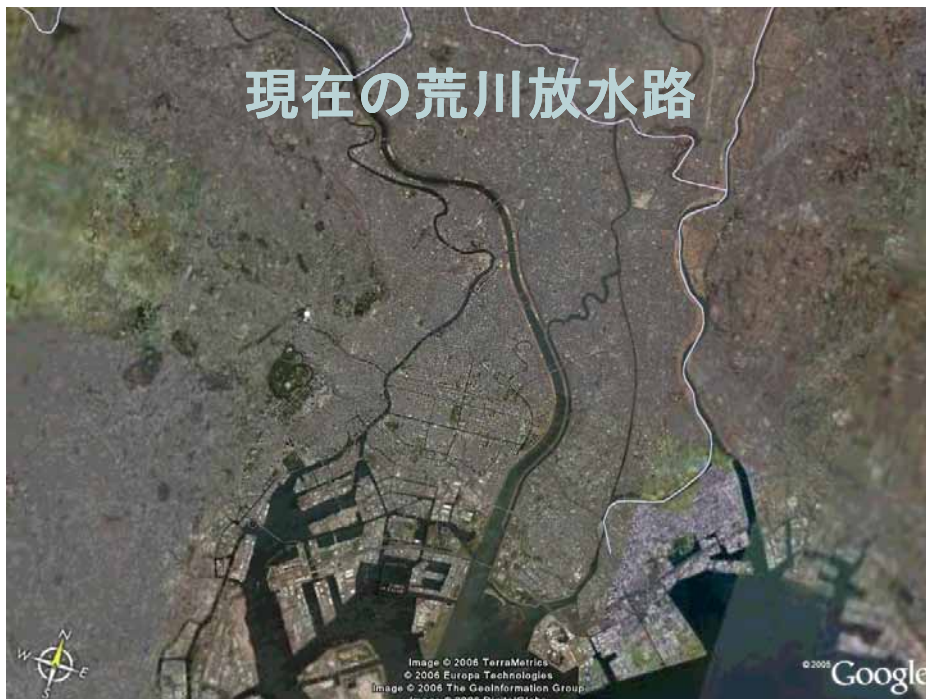 現在の荒川放水路
N
W
E
S
Image © 2006 TerraMetrics
© 2006 Europa Technologies
Image © 2006 The GeoInformation Group
© 2005 Google